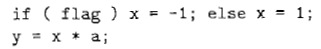 if ( flag ) x = -1; else x = 1;
y = x * a;